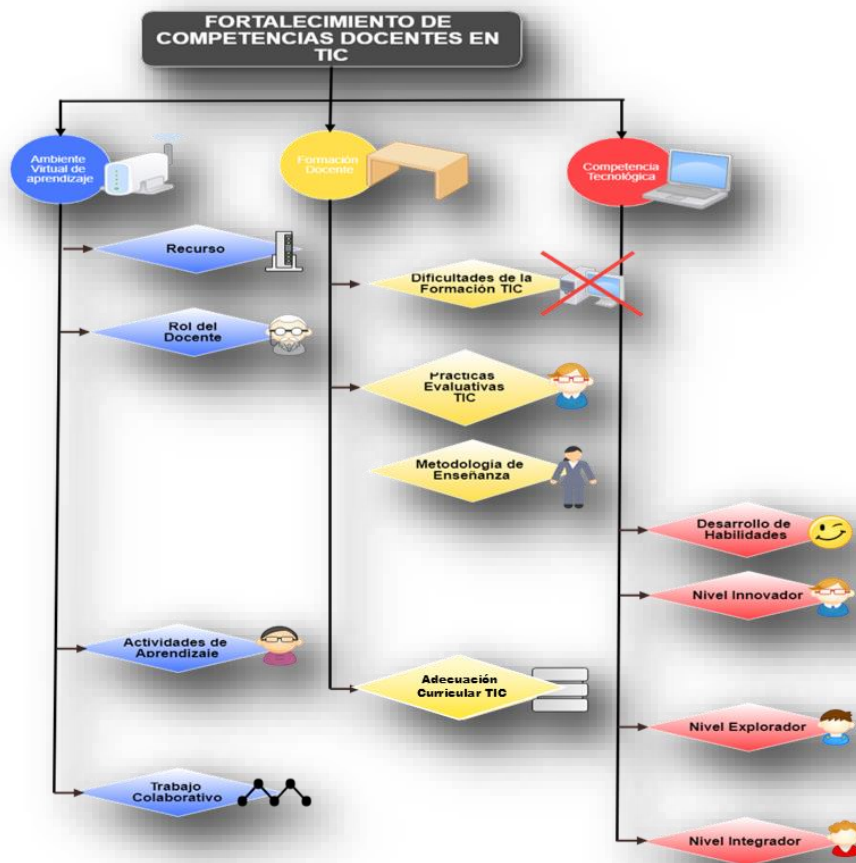 FORTALECIMIENTO DE
COMPETENCIAS DOCENTES EN
TIC
Ambiente
Virtual de
aprendizaje
Formación
Docente
Competencia
Tecnológica
Recurso
Rol del
Docente
Actividades de
Aprendizaje
Trabajo
Colaborativo
Dificultades de la
Formación TIC
Prácticas
Evaluativas
TIC
Metodología de
Enseñanza
Adecuación
Curricular TIC
Desarrollo de
Habilidades
Nivel Innovador
Nivel Explorador
Nivel Integrador